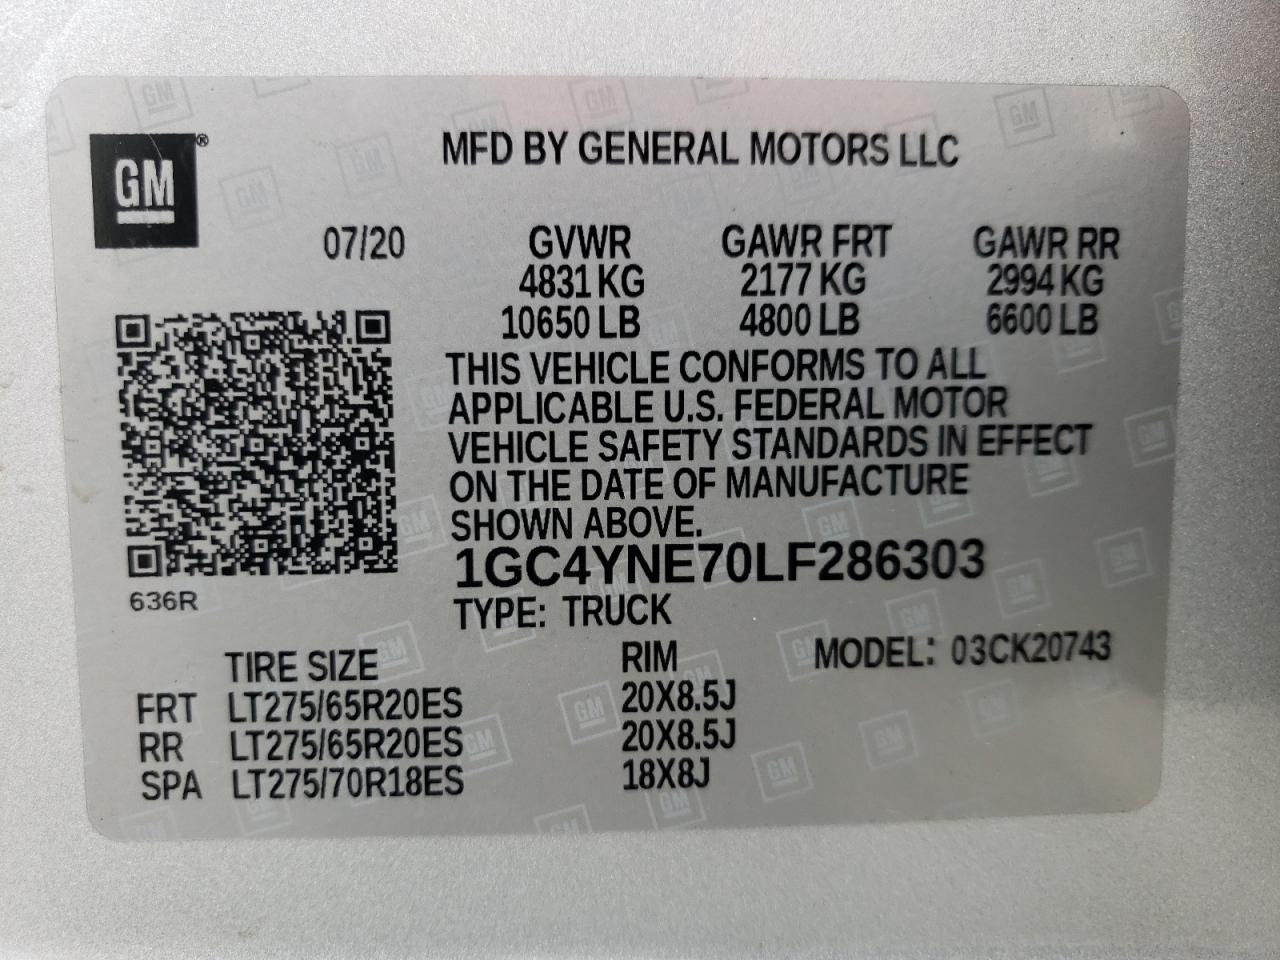 GM®
MFD BY GENERAL MOTORS LLC
07/20 GVWR GAWR FRT GAWR RR
4831 KG 2177 KG 2994 KG
10650 LB 4800 LB 6600 LB
THIS VEHICLE CONFORMS TO ALL
APPLICABLE U.S. FEDERAL MOTOR
VEHICLE SAFETY STANDARDS IN EFFECT
ON THE DATE OF MANUFACTURE
SHOWN ABOVE.
1GC4YNE70LF286303
636R
TYPE: TRUCK
TIRE SIZE RIM MODEL: 03CK20743
FRT LT275/65R20ES 20X8.5J
RR LT275/65R20ES 20X8.5J
SPA LT275/70R18ES 18X8J